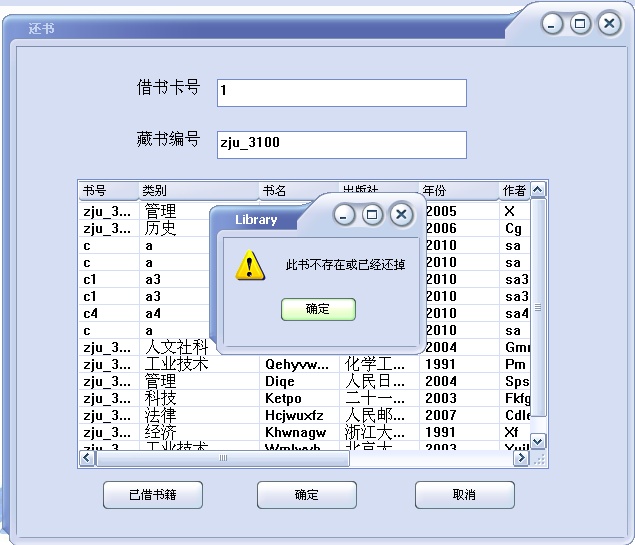 还书
借书卡号 1
藏书编号 zju_3100
书号 类别 书名 出版社 年份 作者
zju_3... 管理 2005 X
zju_3... 历史 2006 Cg
Library
c a 2010 sa
c a 2010 sa
此书不存在或已经还掉
c1 a3 2010 sa3
c1 a3 2010 sa3
确定
c4 a4 2010 sa4
c a 2010 sa
zju_3... 人文社科 2004
zju_3... 工业技术 Qehyvw... 化学工... 1991 Pm
zju_3... 管理 Diqe 人民日... 2004 Sps
zju_3... 科技 Ketpo 二十一... 2003 Fkfg
zju_3... 法律 Hcjwuxfz 人民邮... 2007
zju_3... 经济 Khwnagw 浙江大... 1991 Xf
zju_3... 工业技术 北京大... 2003
已借书籍 确定 取消